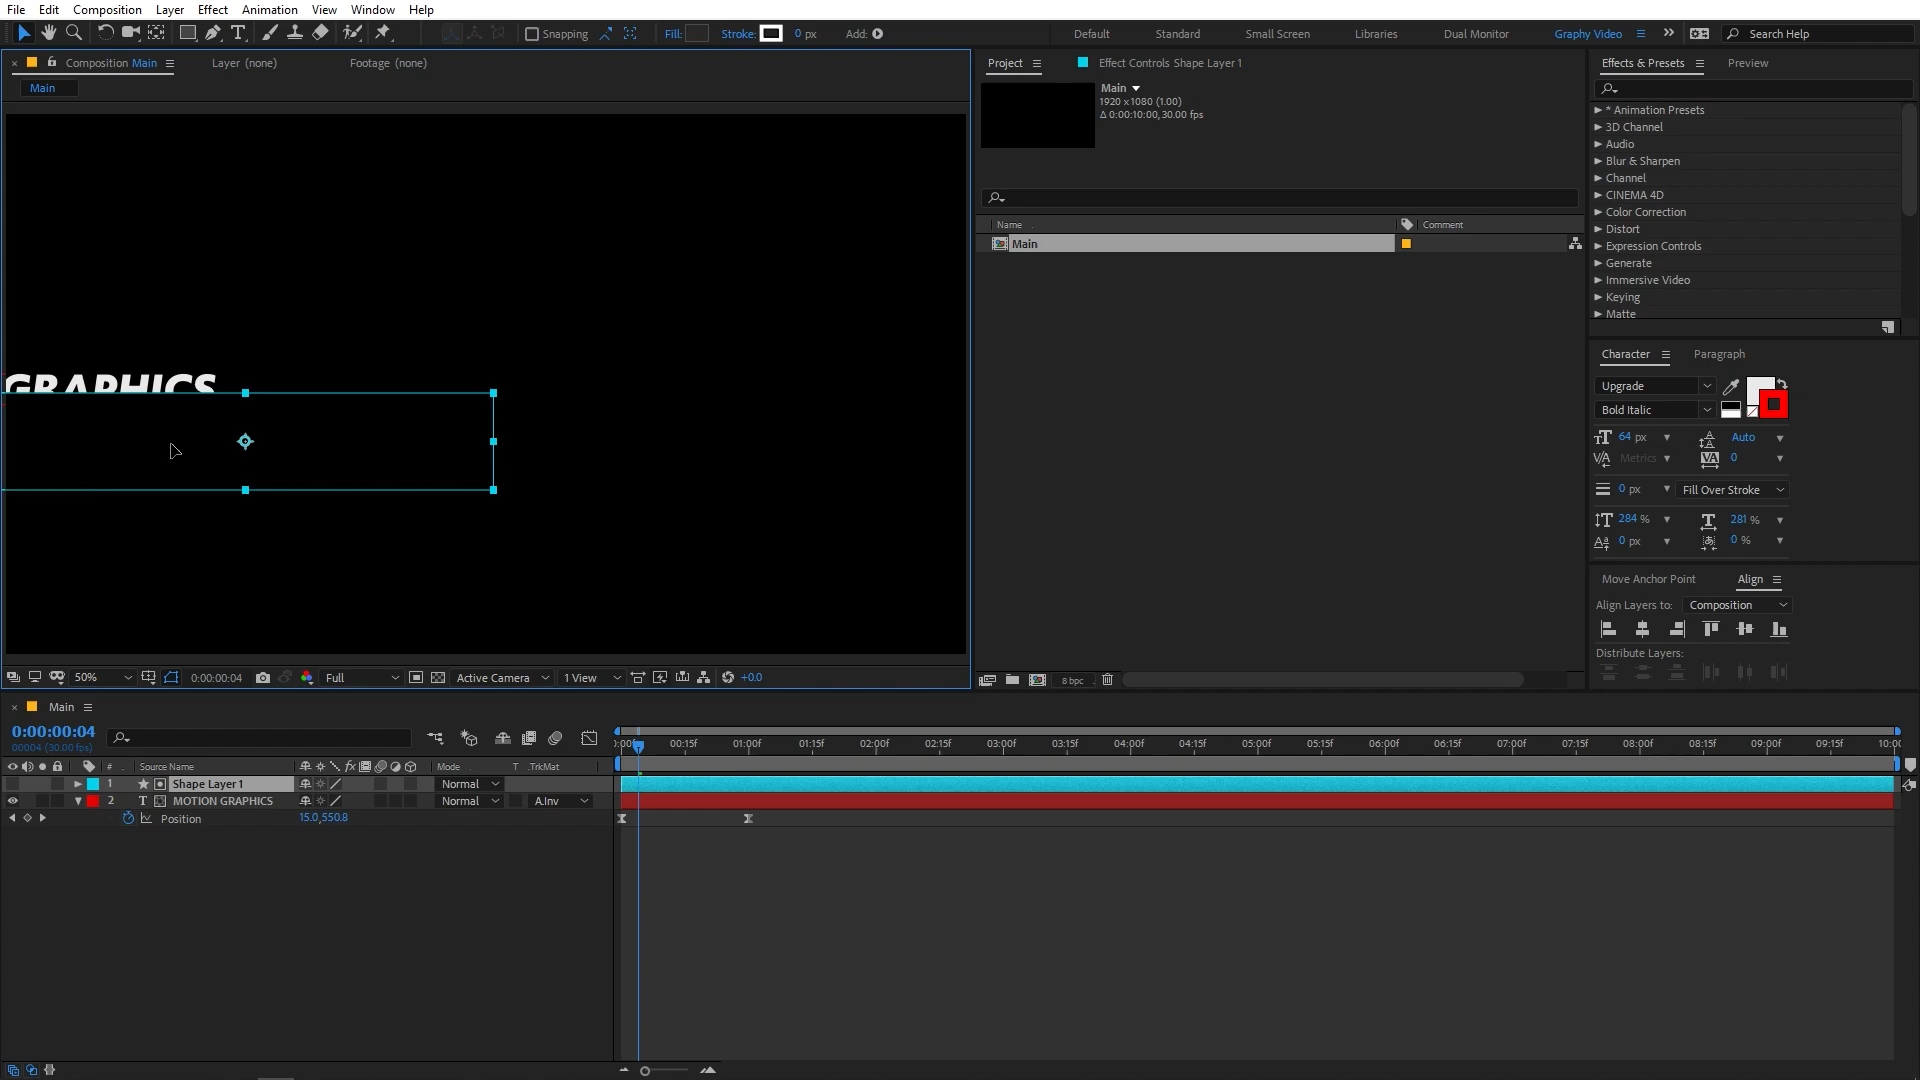 File Edit Composition Layer Effect Animation View Window Help
Snapping Fill: Stroke: 0 px Add: Default Standard Small Screen Libraries Dual Monitor Graphy Video Search Help
Composition Main Layer (none) Footage (none)
Main
GRAPHICS
50% 0:00:00:04 Full Active Camera 1 View +0.0
Project Effect Controls Shape Layer 1
Main
1920 x 1080 (1.00)
Δ 0:00:10:00, 30.00 fps
Name Comment
Main
8 bpc
Effects & Presets Preview
* Animation Presets
3D Channel
Audio
Blur & Sharpen
Channel
CINEMA 4D
Color Correction
Distort
Expression Controls
Generate
Immersive Video
Keying
Matte
Character Paragraph
Upgrade
Bold Italic
64 px Auto
Metrics 0
0 px Fill Over Stroke
284 % 281 %
0 px 0 %
Move Anchor Point Align
Align Layers to: Composition
Distribute Layers:
Main
0:00:00:04
00004 (30.00 fps)
:00f 00:15f 01:00f 01:15f 02:00f 02:15f 03:00f 03:15f 04:00f 04:15f 05:00f 05:15f 06:00f 06:15f 07:00f 07:15f 08:00f 08:15f 09:00f 09:15f 10:00
# Source Name Mode T .TrkMat
1 Shape Layer 1 Normal
2 T MOTION GRAPHICS Normal A.Inv
Position 15.0,550.8